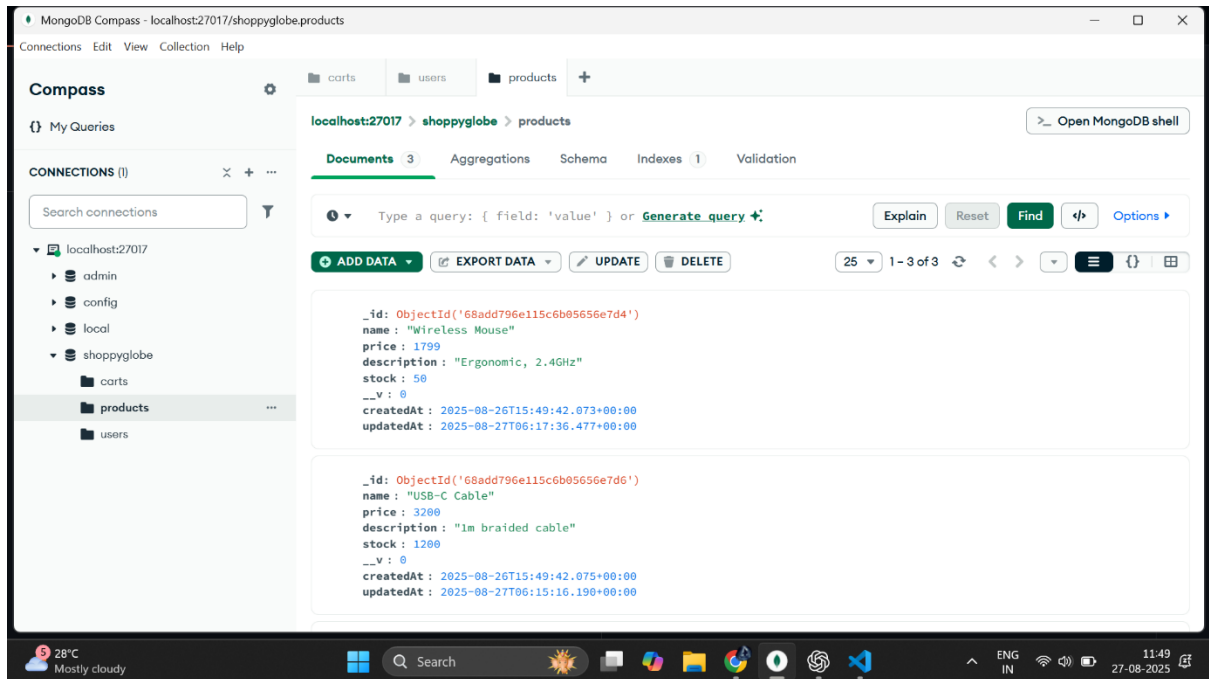 MongoDB Compass - localhost:27017/shoppyglobe.products
Connections Edit View Collection Help
Compass
{} My Queries
CONNECTIONS (1)
Search connections
localhost:27017
admin
config
local
shoppyglobe
carts
products
users
carts users products
localhost:27017 > shoppyglobe > products
>_ Open MongoDB shell
Documents 3 Aggregations Schema Indexes 1 Validation
Type a query: { field: 'value' } or Generate query
Explain Reset Find </> Options
ADD DATA EXPORT DATA UPDATE DELETE
25 1 – 3 of 3 {}
_id: ObjectId('68add796e115c6b05656e7d4')
name : "Wireless Mouse"
price : 1799
description : "Ergonomic, 2.4GHz"
stock : 50
__v : 0
createdAt : 2025-08-26T15:49:42.073+00:00
updatedAt : 2025-08-27T06:17:36.477+00:00
_id: ObjectId('68add796e115c6b05656e7d6')
name : "USB-C Cable"
price : 3200
description : "1m braided cable"
stock : 1200
__v : 0
createdAt : 2025-08-26T15:49:42.075+00:00
updatedAt : 2025-08-27T06:15:16.190+00:00
5
28°C
Mostly cloudy
Search
ENG
IN
11:49
27-08-2025